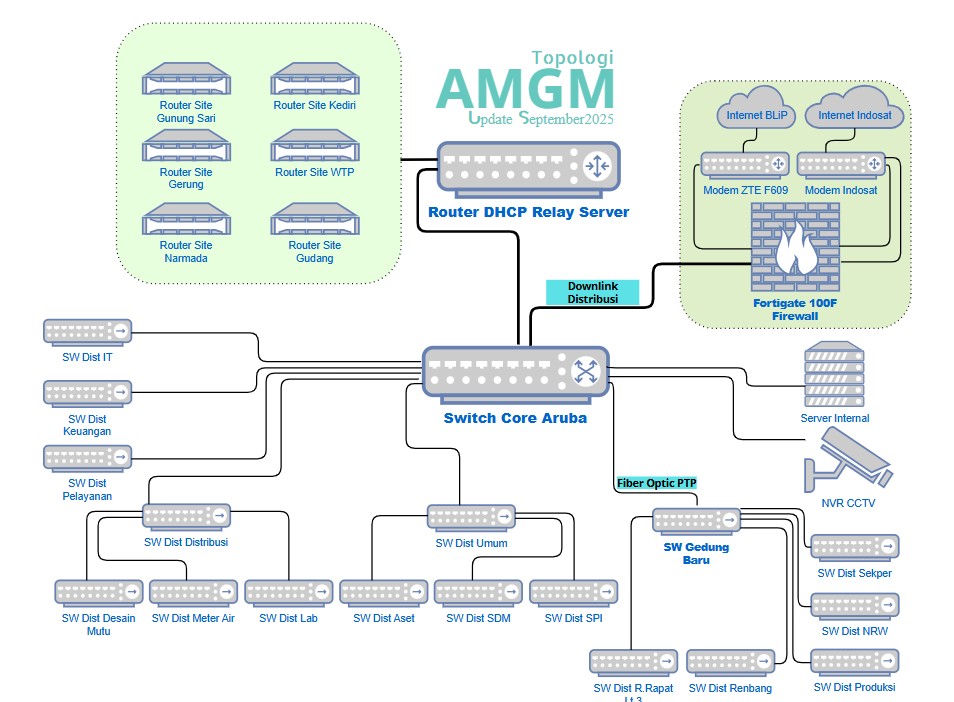 Topologi
AMGM
Update September2025
Router Site
Gunung Sari
Router Site Kediri
Router Site
Gerung
Router Site WTP
Router Site
Narmada
Router Site
Gudang
Router DHCP Relay Server
Internet BLiP
Internet Indosat
Modem ZTE F609
Modem Indosat
Fortigate 100F
Firewall
Downlink
Distribusi
SW Dist IT
SW Dist
Keuangan
SW Dist
Pelayanan
Switch Core Aruba
Server Internal
NVR CCTV
Fiber Optic PTP
SW Dist Distribusi
SW Dist Umum
SW Gedung
Baru
SW Dist Sekper
SW Dist Desain
Mutu
SW Dist Meter Air
SW Dist Lab
SW Dist Aset
SW Dist SDM
SW Dist SPI
SW Dist NRW
SW Dist R.Rapat
Lt.3
SW Dist Renbang
SW Dist Produksi